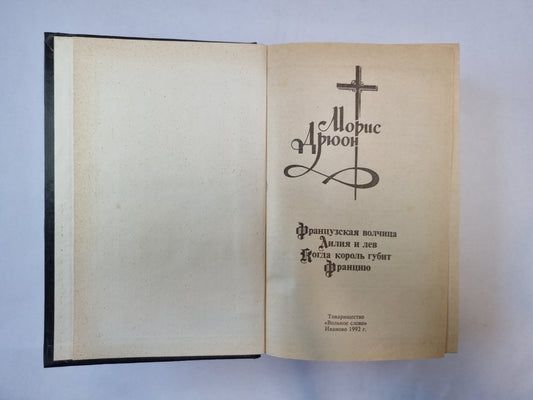 Морис
Дрюон
Французская волчица
Лилия и лев
Когда король губит
Францию
Товарищество
«Вольное слово»
Иваново 1992 г.